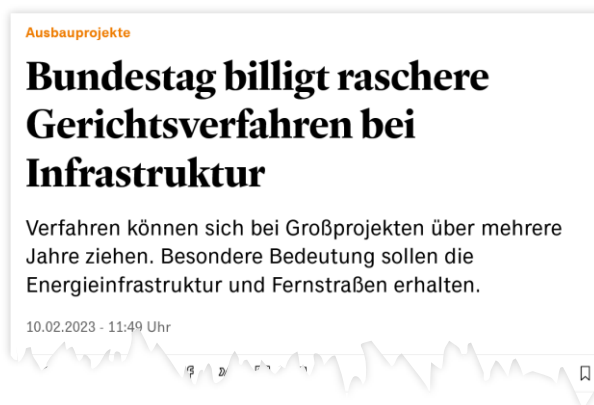 Ausbauprojekte
Bundestag billigt raschere
Gerichtsverfahren bei
Infrastruktur
Verfahren können sich bei Großprojekten über mehrere
Jahre ziehen. Besondere Bedeutung sollen die
Energieinfrastruktur und Fernstraßen erhalten.
10.02.2023 - 11:49 Uhr